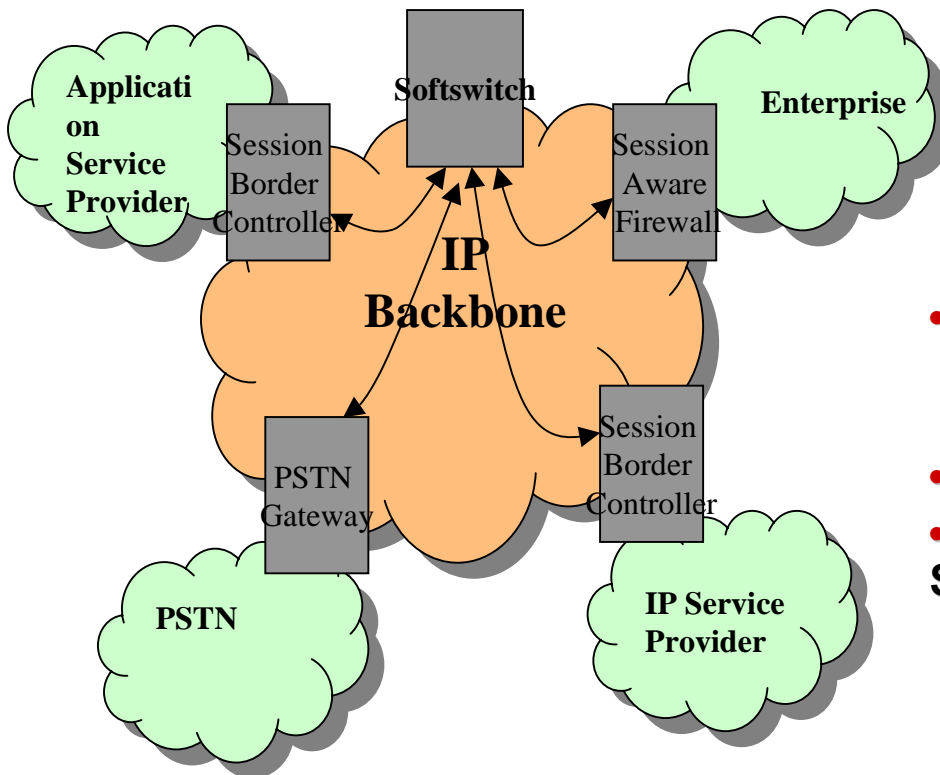 Applicati
on
Service
Provider
Session
Border
Controller
Softswitch
Session
Aware
Firewall
Enterprise
IP
Backbone
PSTN
Gateway
Session
Border
Controller
PSTN
IP Service
Provider
•
•
•
S